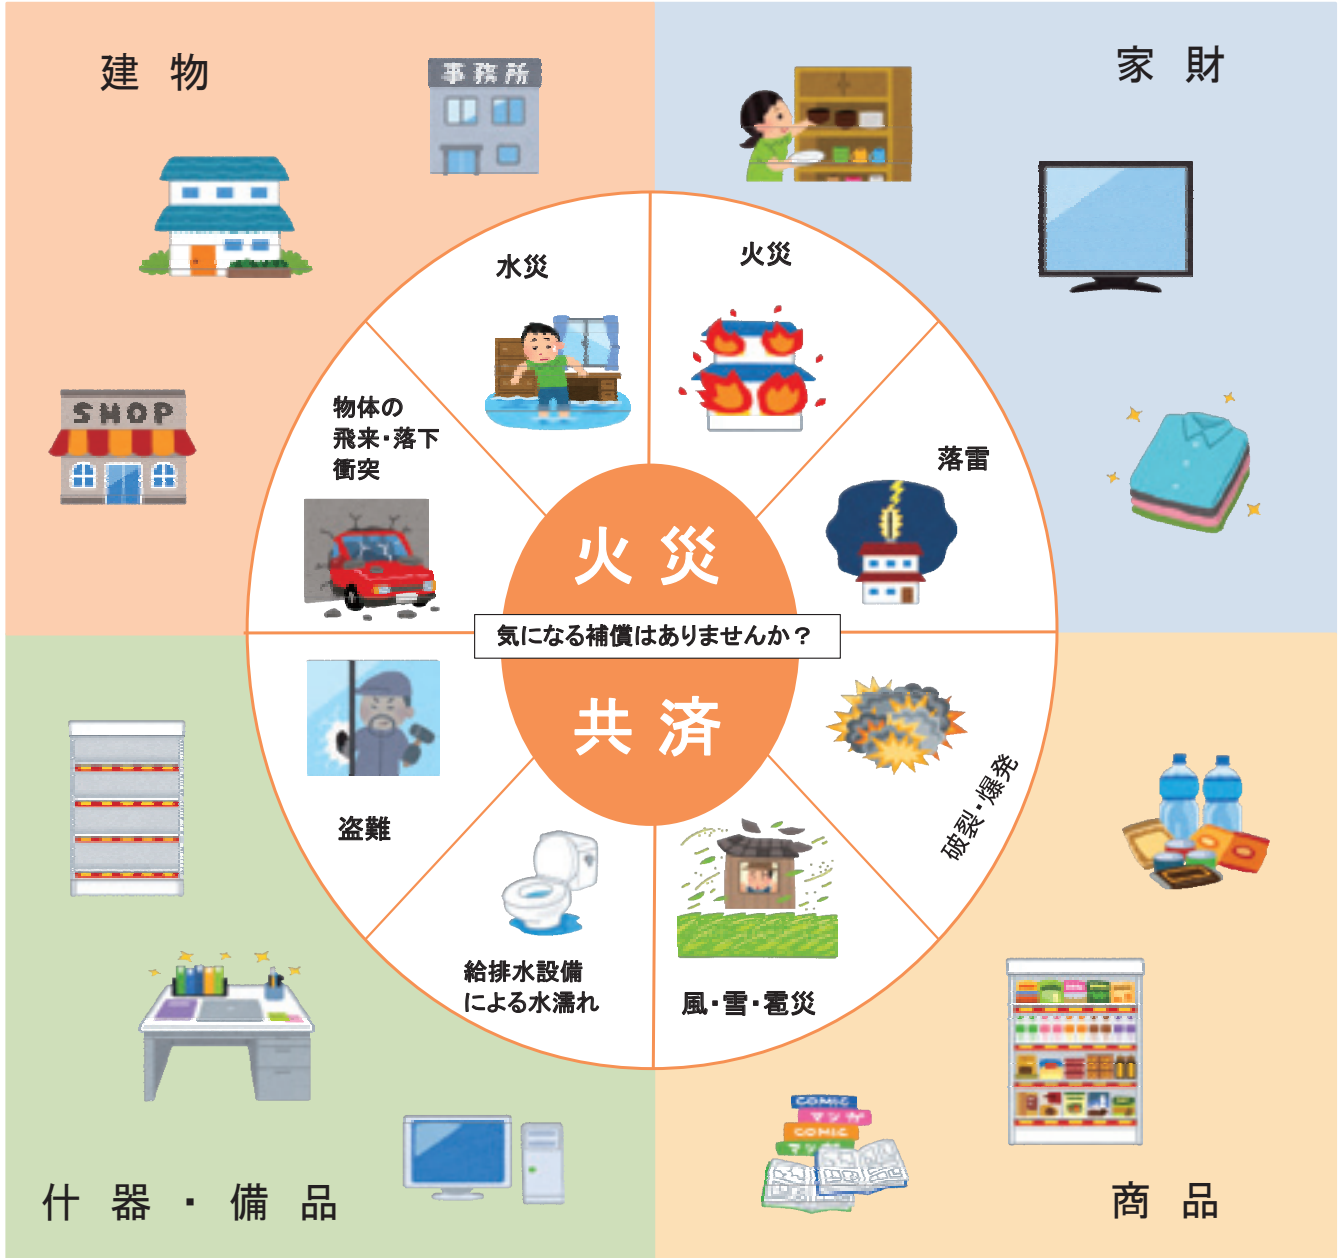 建物
事務所
家財
SHOP
水災
火災
物体の
飛来・落下
衝突
落雷
火災
気になる補償はありませんか？
共済
盗難
破裂・爆発
給排水設備
による水濡れ
風・雪・雹災
COMIC
マンガ
COMIC
マンガ
什器・備品
商品